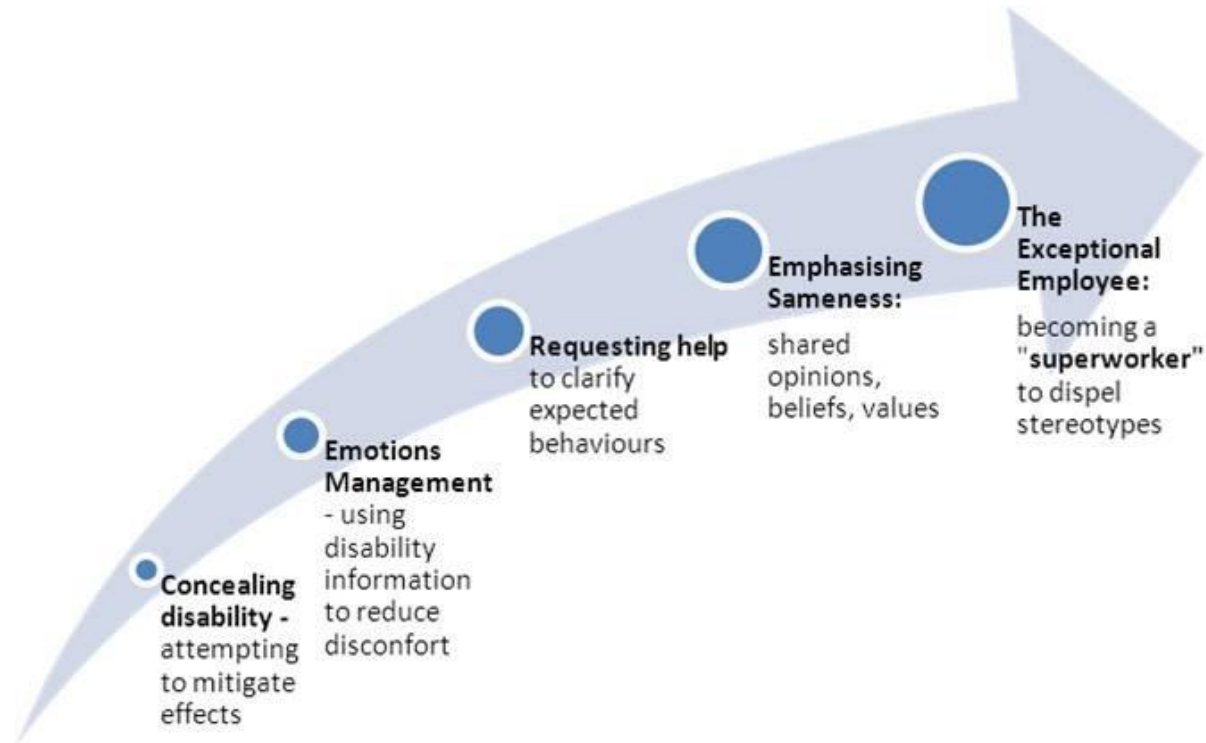 Concealing
disability -
attempting
to mitigate
effects
Emotions
Management
- using
disability
information
to reduce
disconfort
Requesting help
to clarify
expected
behaviours
Emphasising
Sameness:
shared
opinions,
beliefs, values
The
Exceptional
Employee:
becoming a
"superworker"
to dispel
stereotypes